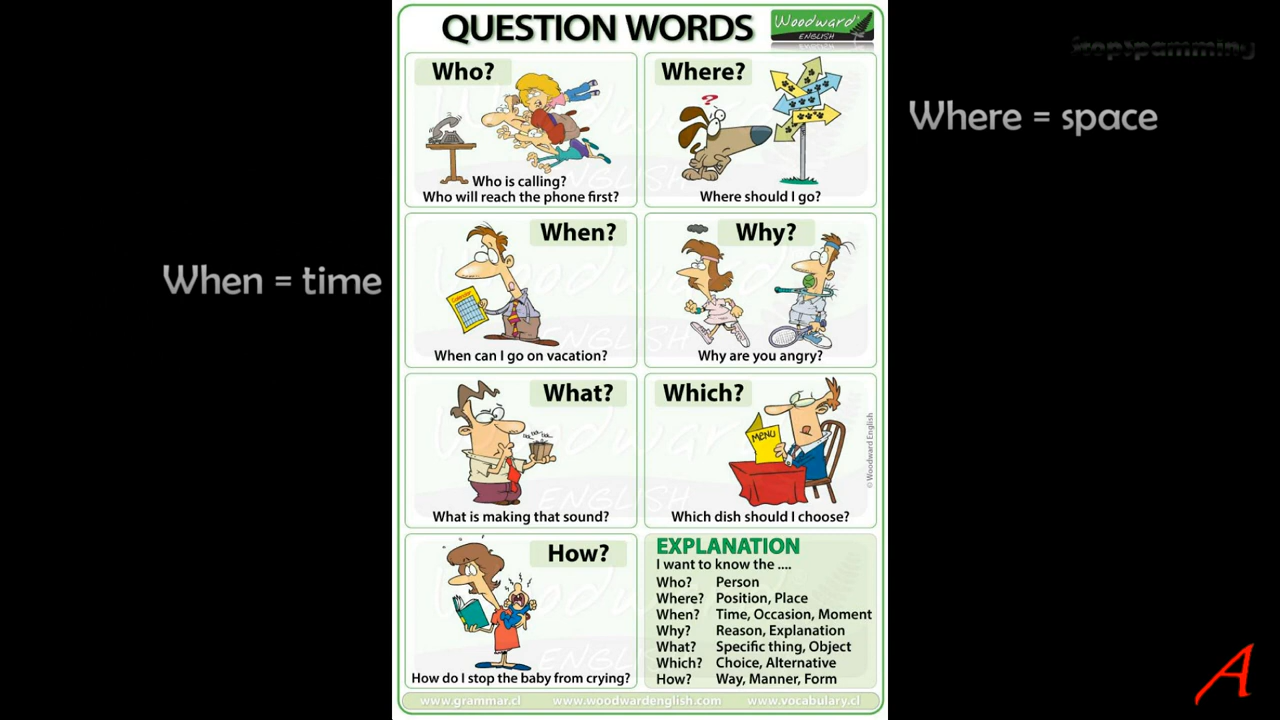 QUESTION WORDS
Woodward
ENGLISH
Who?
Who is calling?
Who will reach the phone first?
Where?
Where should I go?
Where = space
When = time
When?
Calendar
When can I go on vacation?
Why?
Why are you angry?
What?
What is making that sound?
Which?
MENU
Which dish should I choose?
© Woodward English
How?
How do I stop the baby from crying?
EXPLANATION
I want to know the ....
Who? Person
Where? Position, Place
When? Time, Occasion, Moment
Why? Reason, Explanation
What? Specific thing, Object
Which? Choice, Alternative
How? Way, Manner, Form
www.grammar.cl www.woodwardenglish.com www.vocabulary.cl
A